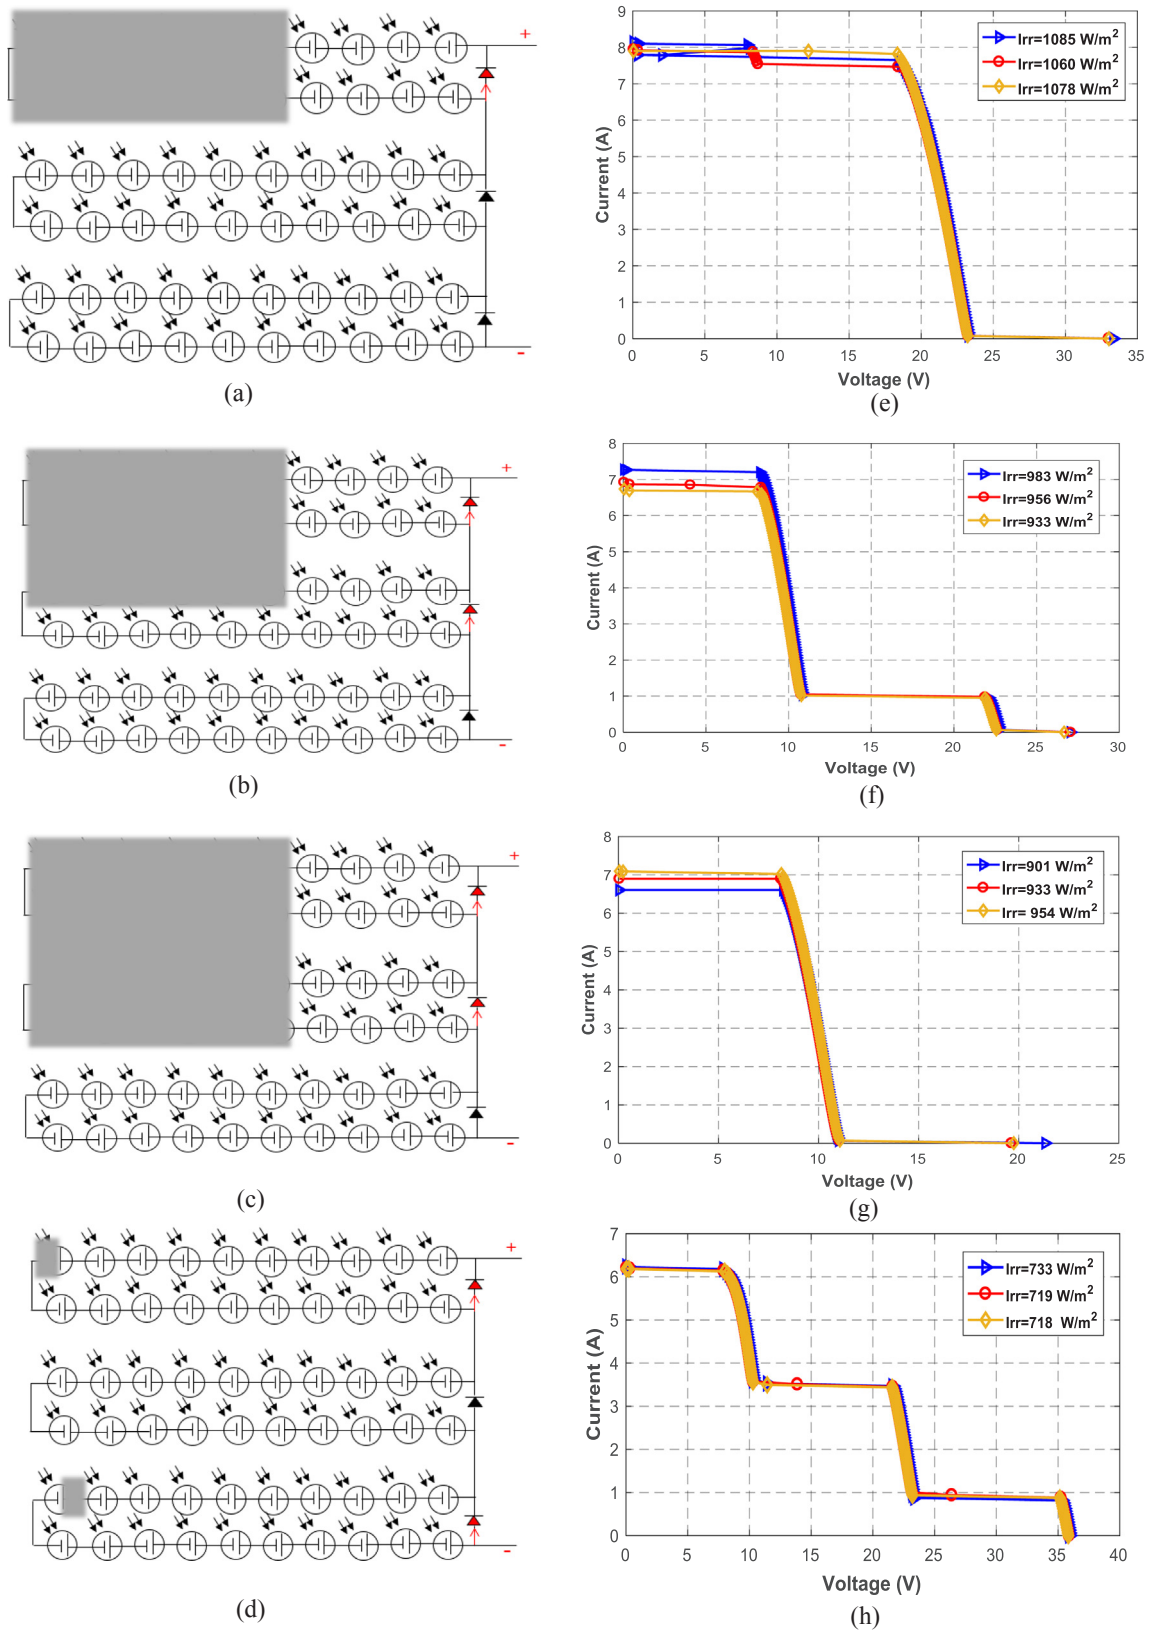 +
-
(a)
9
8
7
6
5
4
3
2
1
0
Current (A)
Irr=1085 W/m²
Irr=1060 W/m²
Irr=1078 W/m²
0 5 10 15 20 25 30 35
Voltage (V)
(e)
+
-
(b)
8
7
6
5
4
3
2
1
0
Current (A)
Irr=983 W/m²
Irr=956 W/m²
Irr=933 W/m²
0 5 10 15 20 25 30
Voltage (V)
(f)
+
-
(c)
8
7
6
5
4
3
2
1
0
Current (A)
Irr=901 W/m²
Irr=933 W/m²
Irr= 954 W/m²
0 5 10 15 20 25
Voltage (V)
(g)
+
-
(d)
7
6
5
4
3
2
1
0
Current (A)
Irr=733 W/m²
Irr=719 W/m²
Irr=718 W/m²
0 5 10 15 20 25 30 35 40
Voltage (V)
(h)